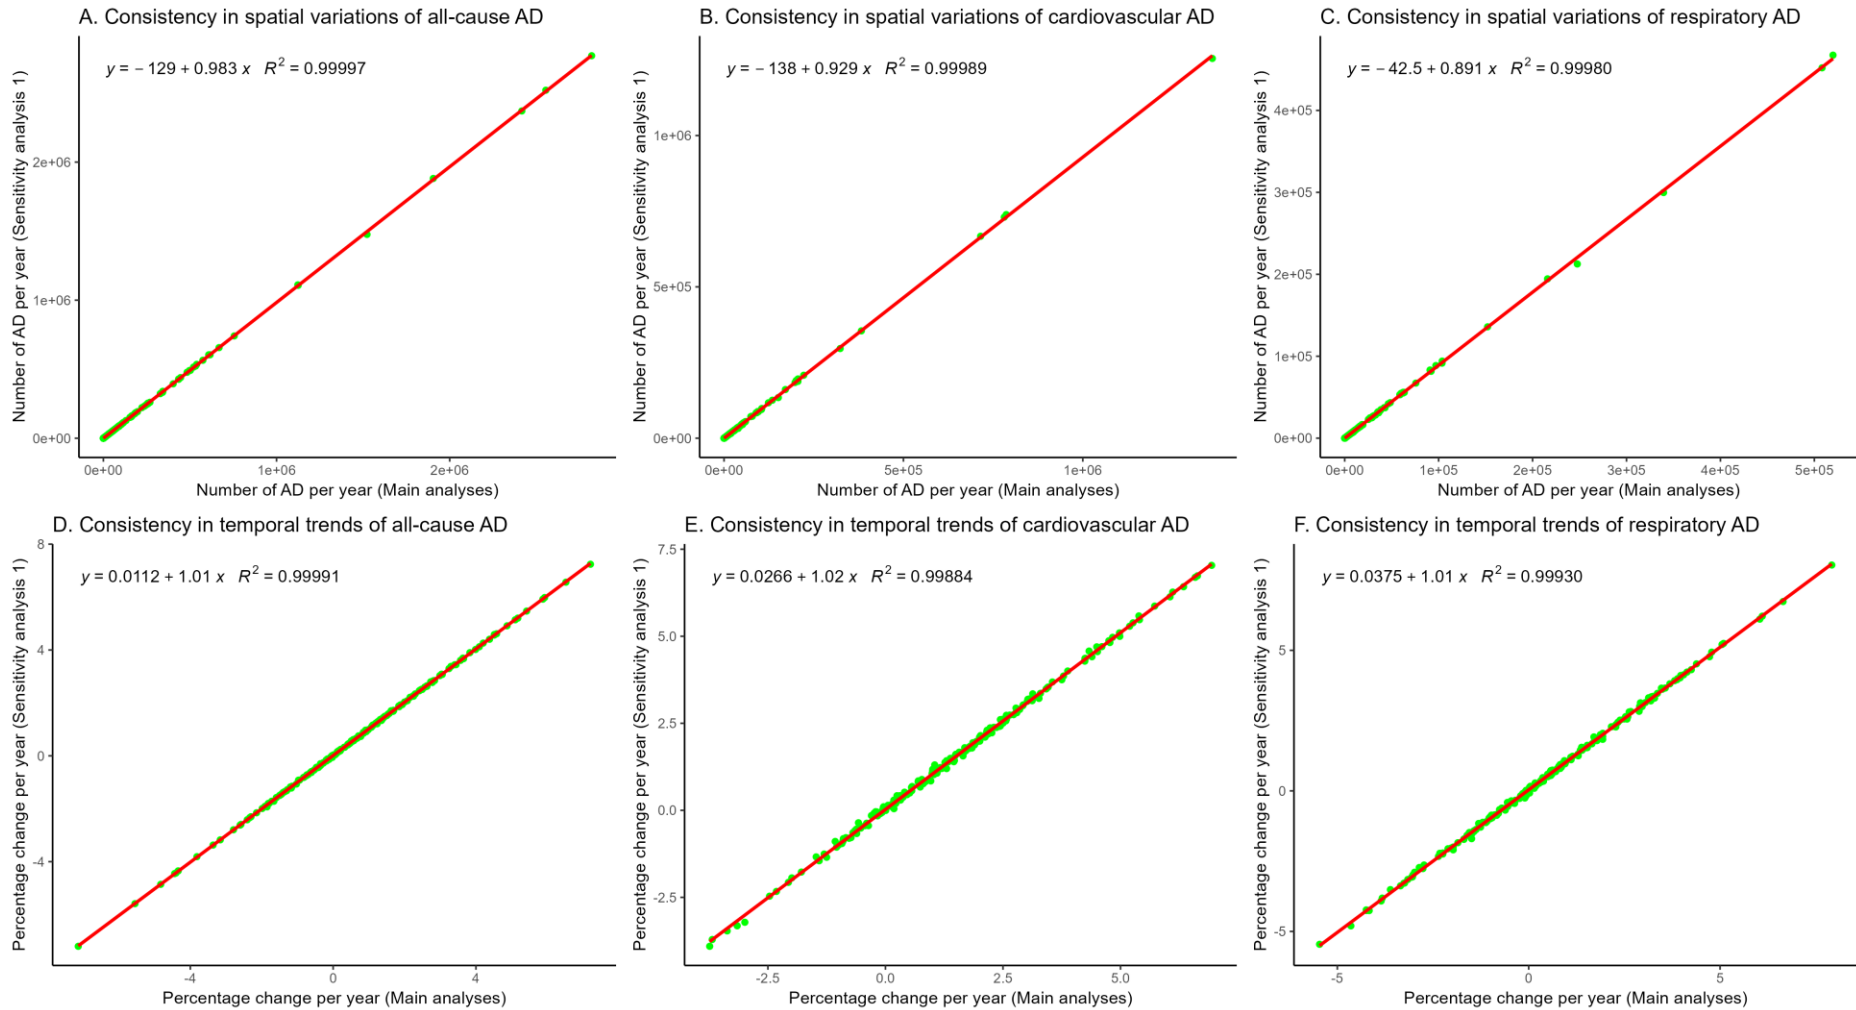 A. Consistency in spatial variations of all-cause AD
y = − 129 + 0.983 x R² = 0.99997
Number of AD per year (Sensitivity analysis 1)
2e+06
1e+06
0e+00
0e+00 1e+06 2e+06
Number of AD per year (Main analyses)
B. Consistency in spatial variations of cardiovascular AD
y = − 138 + 0.929 x R² = 0.99989
Number of AD per year (Sensitivity analysis 1)
1e+06
5e+05
0e+00
0e+00 5e+05 1e+06
Number of AD per year (Main analyses)
C. Consistency in spatial variations of respiratory AD
y = − 42.5 + 0.891 x R² = 0.99980
Number of AD per year (Sensitivity analysis 1)
4e+05
3e+05
2e+05
1e+05
0e+00
0e+00 1e+05 2e+05 3e+05 4e+05 5e+05
Number of AD per year (Main analyses)
D. Consistency in temporal trends of all-cause AD
y = 0.0112 + 1.01 x R² = 0.99991
Percentage change per year (Sensitivity analysis 1)
8
4
0
-4
-4 0 4
Percentage change per year (Main analyses)
E. Consistency in temporal trends of cardiovascular AD
y = 0.0266 + 1.02 x R² = 0.99884
Percentage change per year (Sensitivity analysis 1)
7.5
5.0
2.5
0.0
-2.5
-2.5 0.0 2.5 5.0
Percentage change per year (Main analyses)
F. Consistency in temporal trends of respiratory AD
y = 0.0375 + 1.01 x R² = 0.99930
Percentage change per year (Sensitivity analysis 1)
5
0
-5
-5 0 5
Percentage change per year (Main analyses)